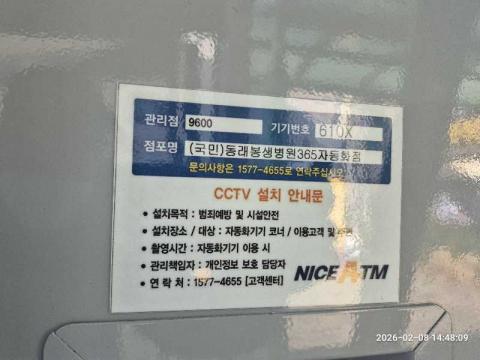 관리점 9600 기기번호 610X
점포명 (국민)동래봉생병원365자동화점
문의사항은 1577-4655로 연락주십시오
CCTV 설치 안내문
• 설치목적 : 범죄예방 및 시설안전
• 설치장소 / 대상 : 자동화기기 코너 / 이용고객 및 주변
• 촬영시간 : 자동화기기 이용 시
• 관리책임자 : 개인정보 보호 담당자
• 연 락 처 : 1577-4655 [고객센터]
NICE ATM
2026-02-08 14:48:09